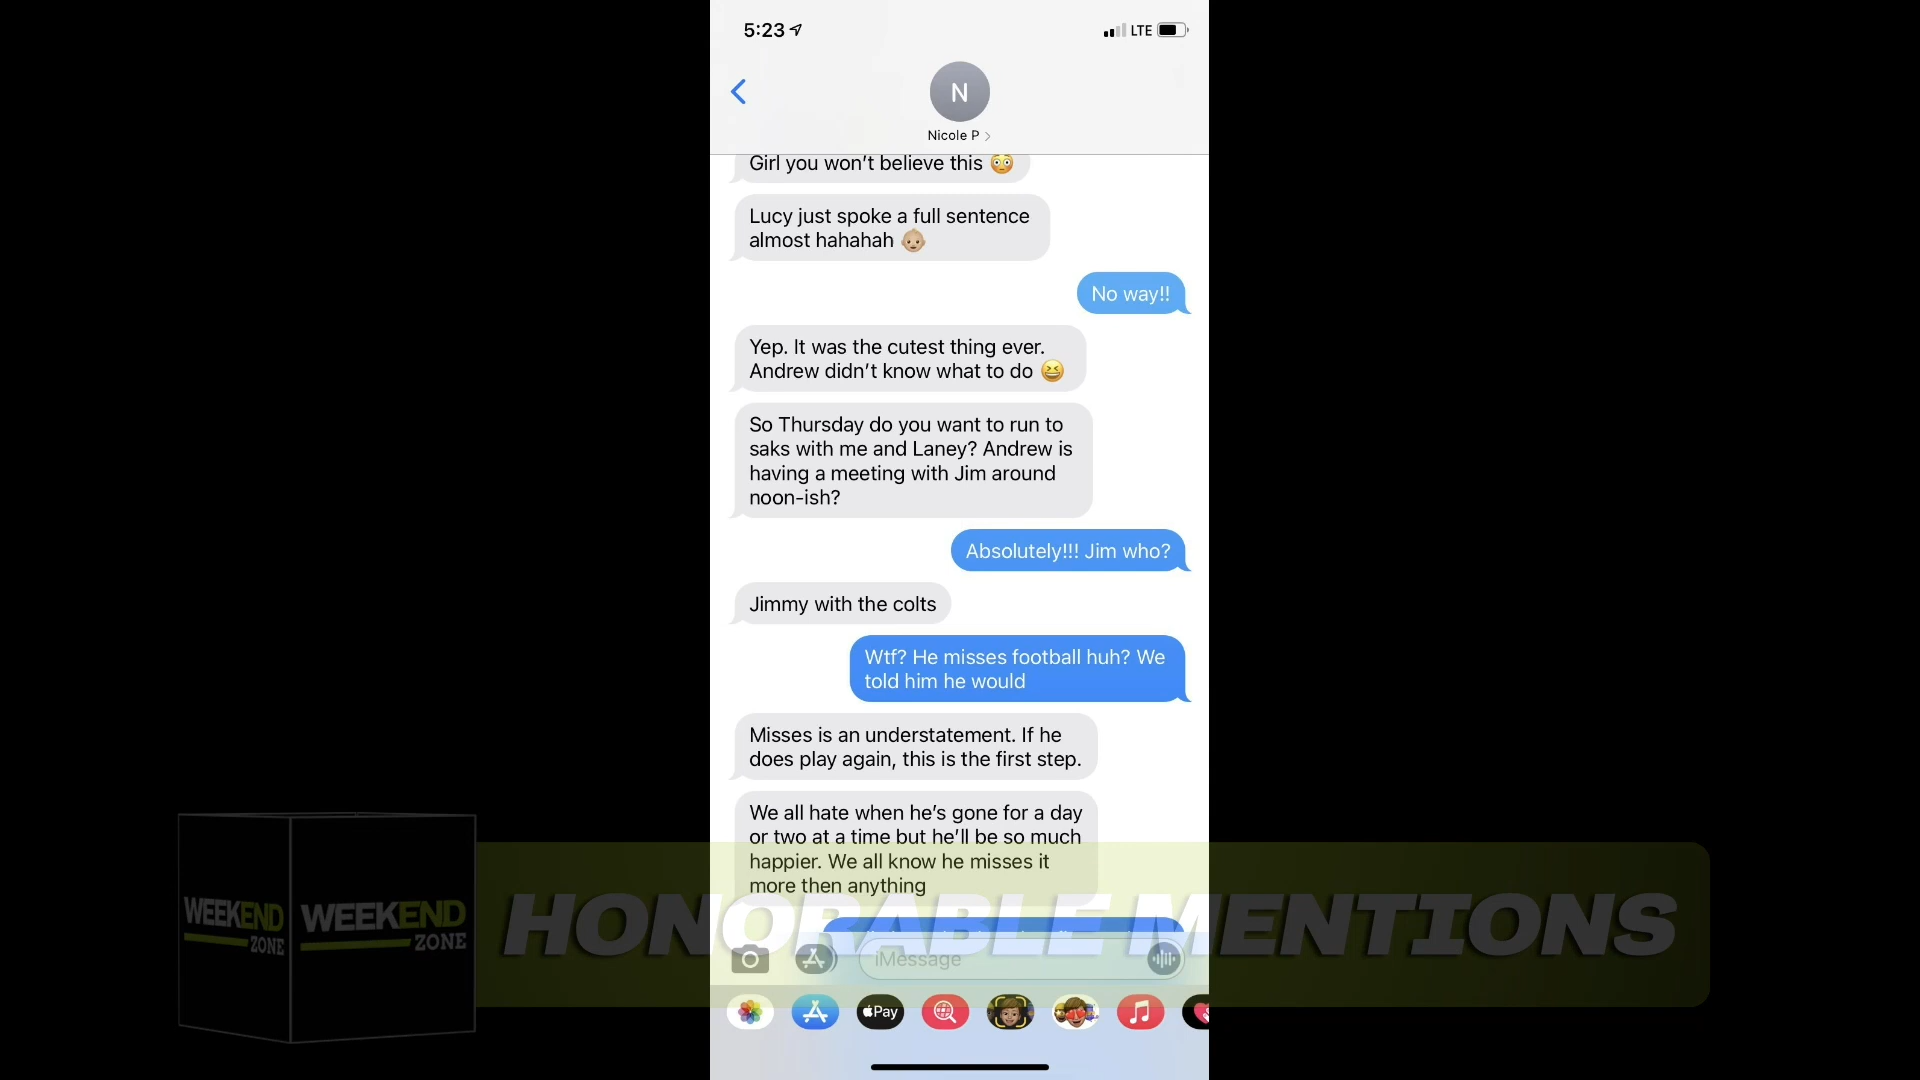 5:23
LTE
N
Nicole P
Girl you won't believe this 😳
Lucy just spoke a full sentence
almost hahahah 👶🏼
No way!!
Yep. It was the cutest thing ever.
Andrew didn't know what to do 😆
So Thursday do you want to run to
saks with me and Laney? Andrew is
having a meeting with Jim around
noon-ish?
Absolutely!!! Jim who?
Jimmy with the colts
Wtf? He misses football huh? We
told him he would
Misses is an understatement. If he
does play again, this is the first step.
We all hate when he's gone for a day
or two at a time but he'll be so much
happier. We all know he misses it
more then anything
WEEKEND
ZONE
WEEKEND
ZONE
HONORABLE MENTIONS
iMessage
Pay